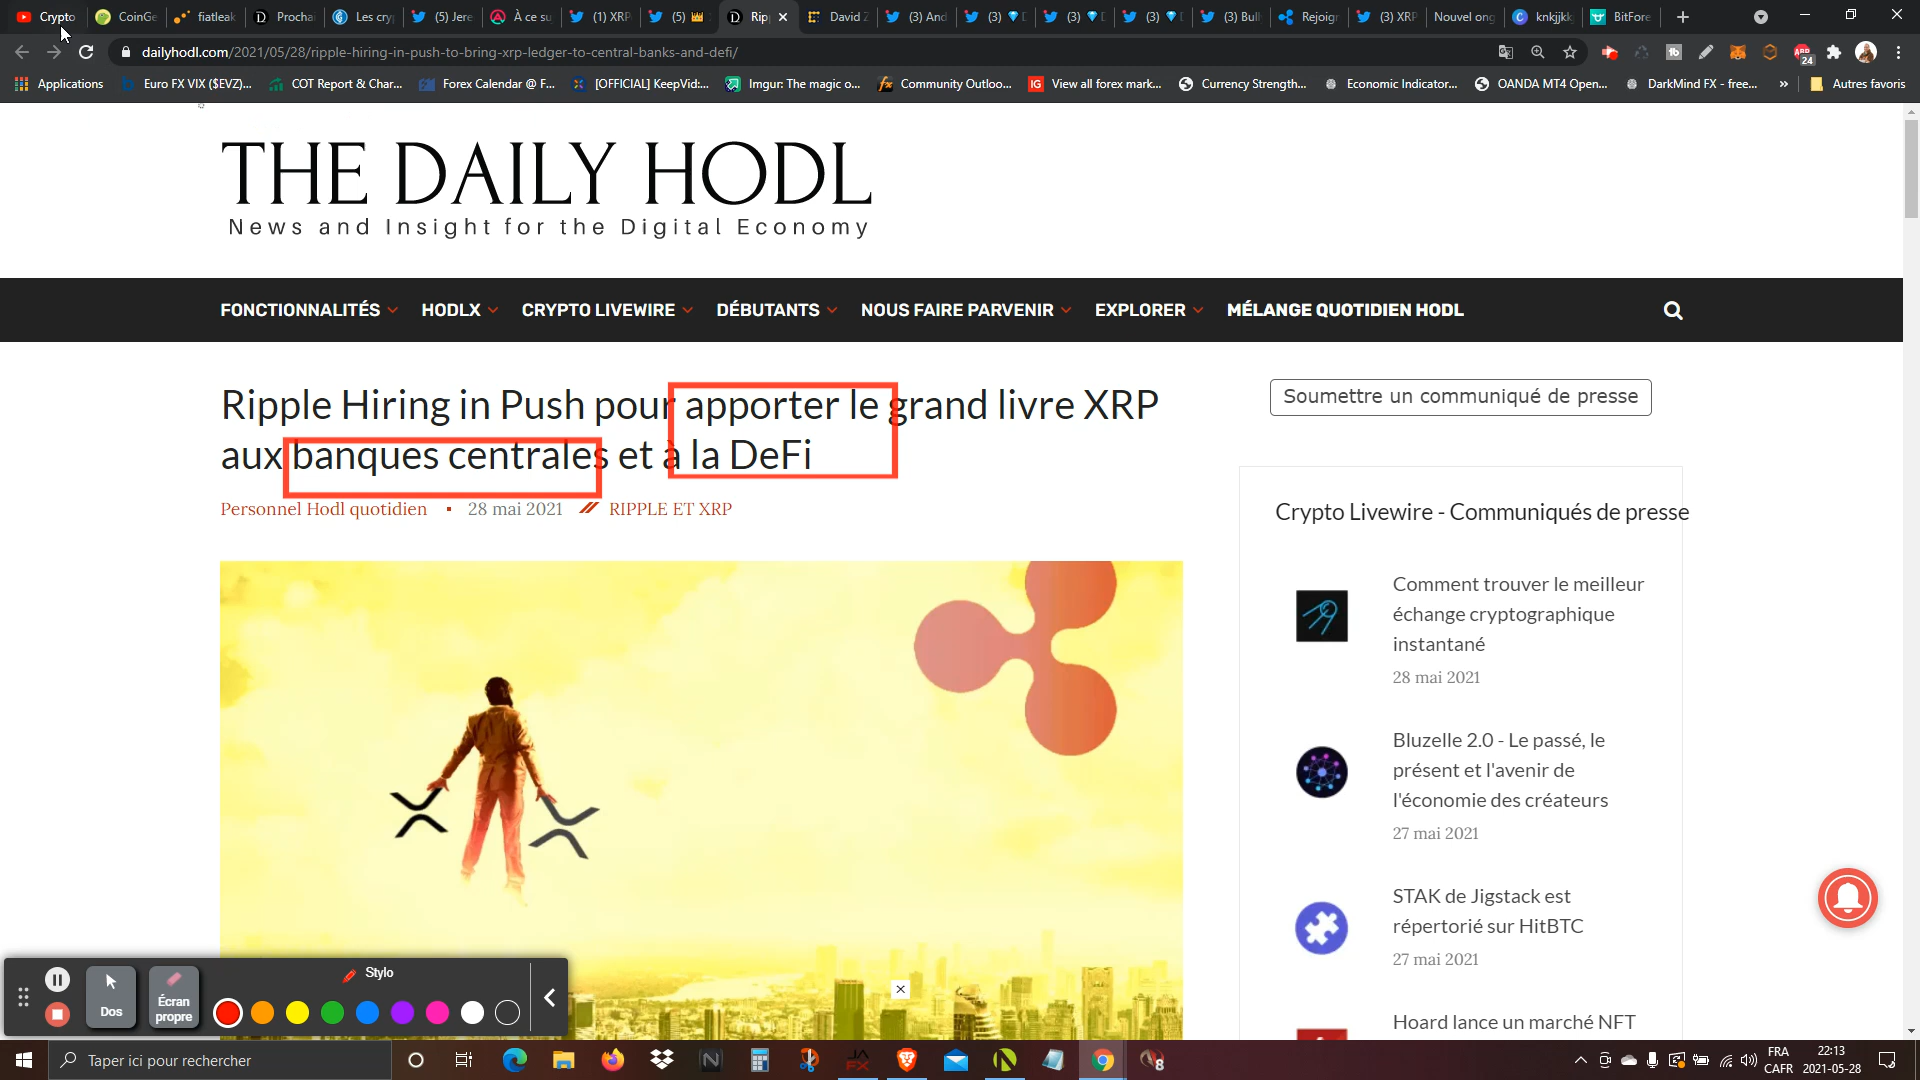 Crypto
CoinGe
fiatleak
Procha
Les cry
(5) Jere
À ce su
(1) XRP
(5)
Rip
David Z
(3) And
(3)
(3)
(3)
(3) Bull
Rejoigr
(3) XRP
Nouvel ong
knkjjkk
BitFore
dailyhodl.com/2021/05/28/ripple-hiring-in-push-to-bring-xrp-ledger-to-central-banks-and-defi/
24
Applications
Euro FX VIX ($EVZ)...
COT Report & Char...
Forex Calendar @ F...
[OFFICIAL] KeepVid:...
Imgur: The magic o...
Community Outloo...
View all forex mark...
Currency Strength...
Economic Indicator...
OANDA MT4 Open...
DarkMind FX - free...
»
Autres favoris
THE DAILY HODL
News and Insight for the Digital Economy
FONCTIONNALITÉS
HODLX
CRYPTO LIVEWIRE
DÉBUTANTS
NOUS FAIRE PARVENIR
EXPLORER
MÉLANGE QUOTIDIEN HODL
Ripple Hiring in Push pour apporter le grand livre XRP
aux banques centrales et à la DeFi
Personnel Hodl quotidien ▪ 28 mai 2021 // RIPPLE ET XRP
Soumettre un communiqué de presse
Crypto Livewire - Communiqués de presse
Comment trouver le meilleur
échange cryptographique
instantané
28 mai 2021
Bluzelle 2.0 - Le passé, le
présent et l'avenir de
l'économie des créateurs
27 mai 2021
STAK de Jigstack est
répertorié sur HitBTC
27 mai 2021
Hoard lance un marché NFT
Dos
Écran
propre
Stylo
Taper ici pour rechercher
FRA
CAFR
22:13
2021-05-28